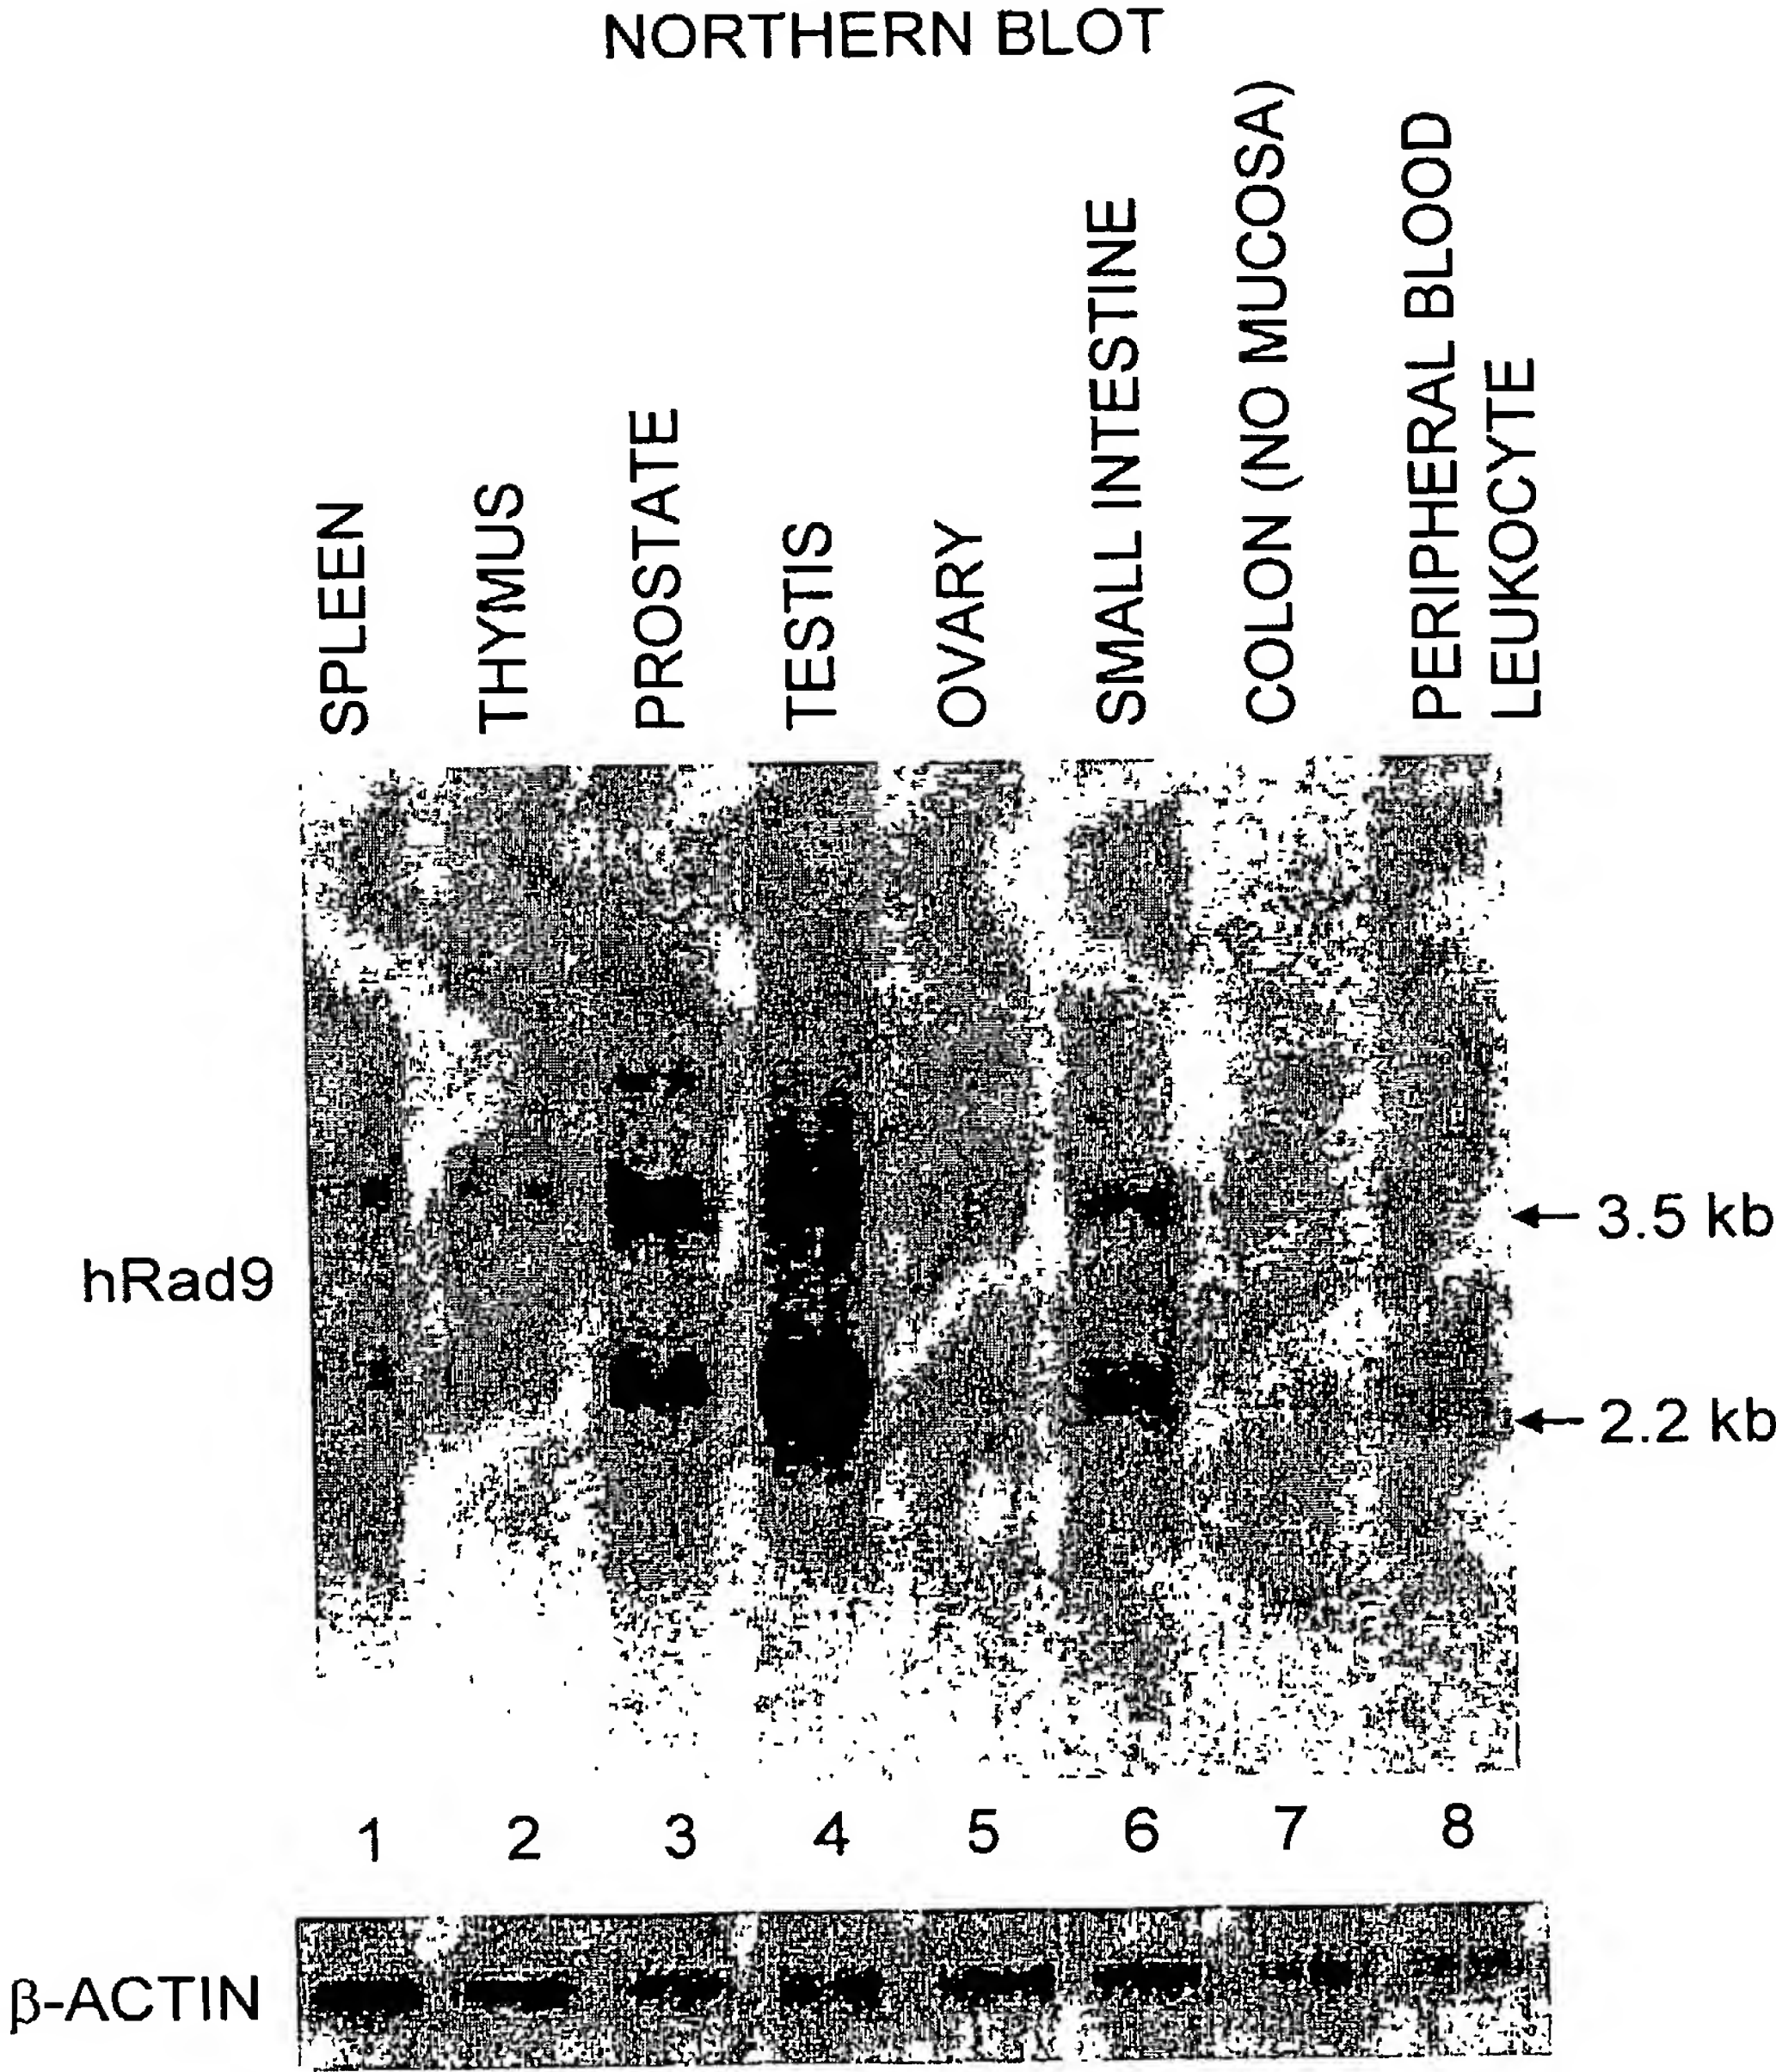 NORTHERN BLOT
SPLEEN
THYMUS
PROSTATE
TESTIS
OVARY
SMALL INTESTINE
COLON (NO MUCOSA)
PERIPHERAL BLOOD
LEUKOCYTE
hRad9
3.5 kb
2.2 kb
1 2 3 4 5 6 7 8
β-ACTIN